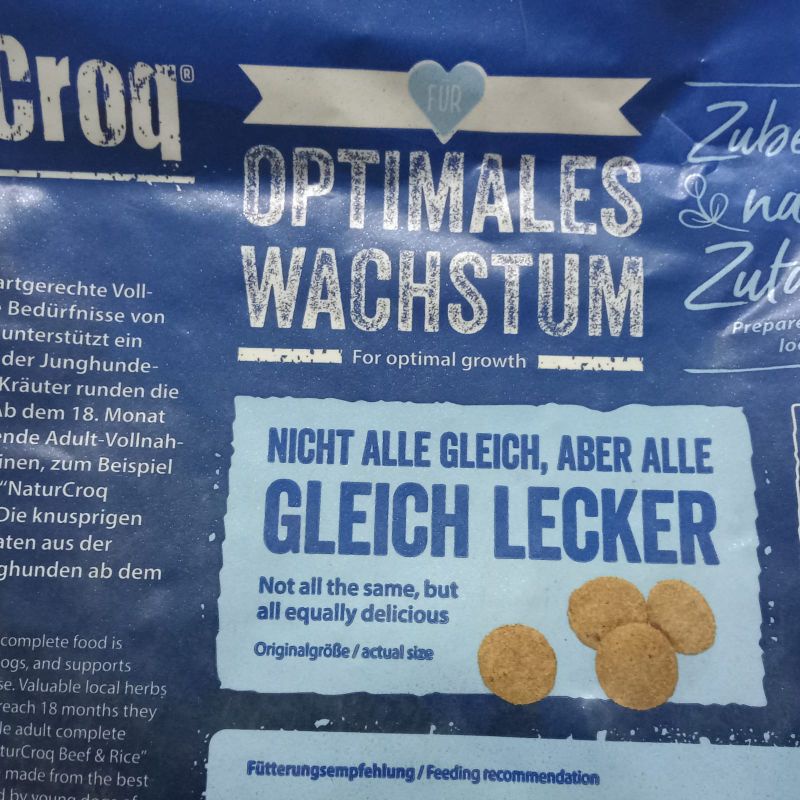 Croq®
FÜR
OPTIMALES
WACHSTUM
For optimal growth
& na
artgerechte Voll-
Bedürfnisse von
unterstützt ein
der Junghunde-
Kräuter runden die
Ab dem 18. Monat
ende Adult-Vollnah-
inen, zum Beispiel
“NaturCroq
Die knusprigen
aten aus der
ghunden ab dem
complete food is
ogs, and supports
se. Valuable local herbs
reach 18 months they
le adult complete
turCroq Beef & Rice”
made from the best
d by young dogs of
NICHT ALLE GLEICH, ABER ALLE
GLEICH LECKER
Not all the same, but
all equally delicious
Originalgröße / actual size
Fütterungsempfehlung / Feeding recommendation
Zube
Zuta
Prepare
loc